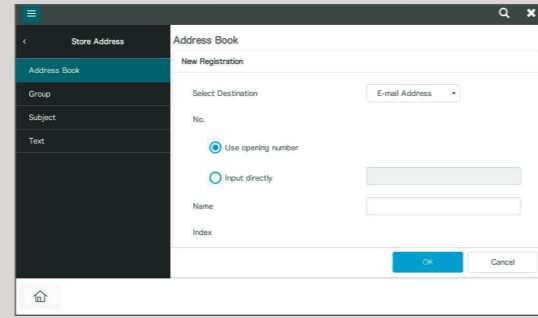 Store Address
Address Book
Group
Subject
Text
Address Book
New Registration
Select Destination
E-mail Address
No.
Use opening number
Input directly
Name
Index
OK
Cancel